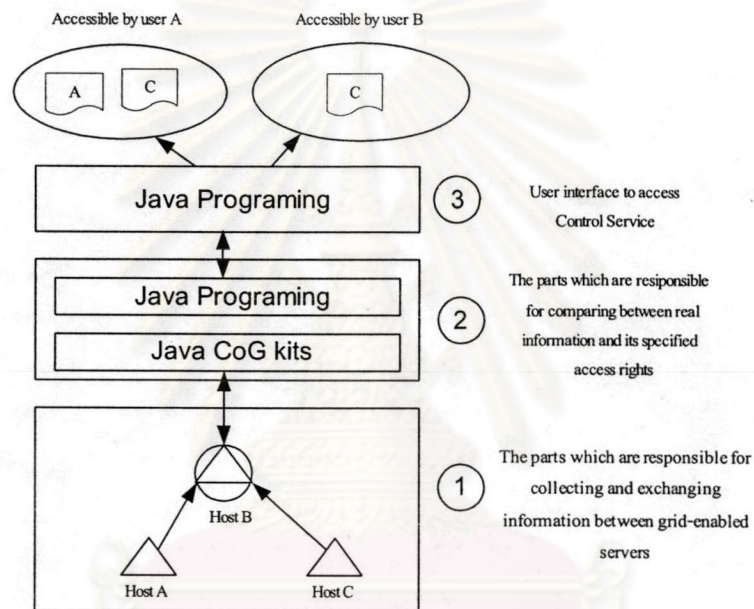 Accessible by user A
Accessible by user B
A
C
C
Java Programing
3
User interface to access
Control Service
Java Programing
Java CoG kits
2
The parts which are resiponsible
for comparing between real
information and its specified
access rights
Host B
Host A
Host C
1
The parts which are responsible for
collecting and exchanging
information between grid-enabled
servers